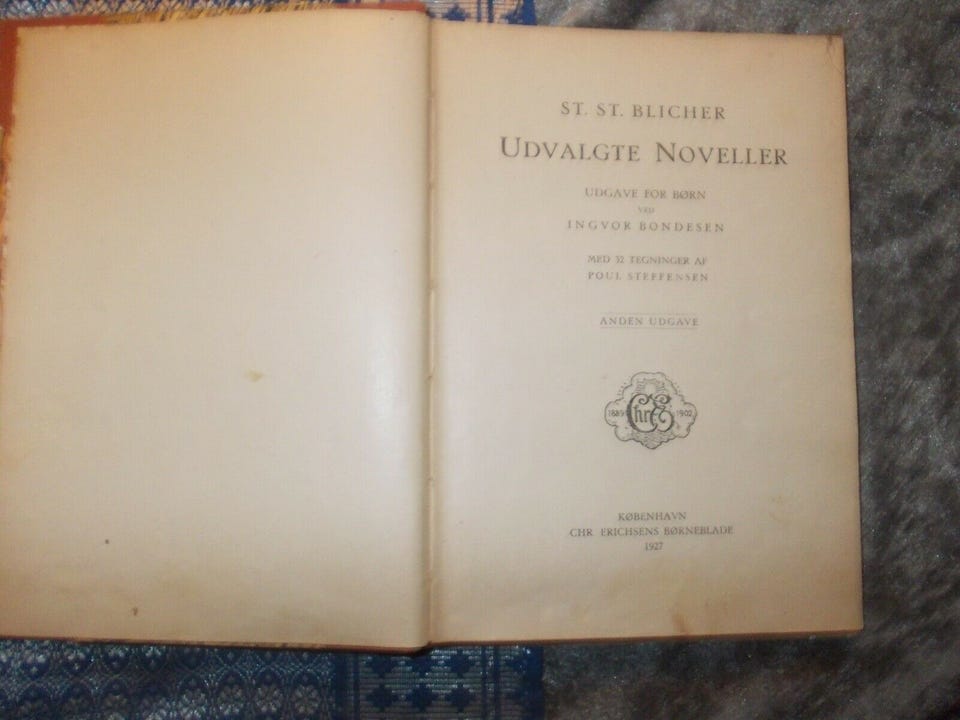 ST. ST. BLICHER
UDVALGTE NOVELLER
UDGAVE FOR BØRN
VED
INGVOR BONDESEN
MED 32 TEGNINGER AF
POUL STEFFENSEN
ANDEN UDGAVE
1889 Chr E 1902
KØBENHAVN
CHR ERICHSENS BØRNEBLADE
1927